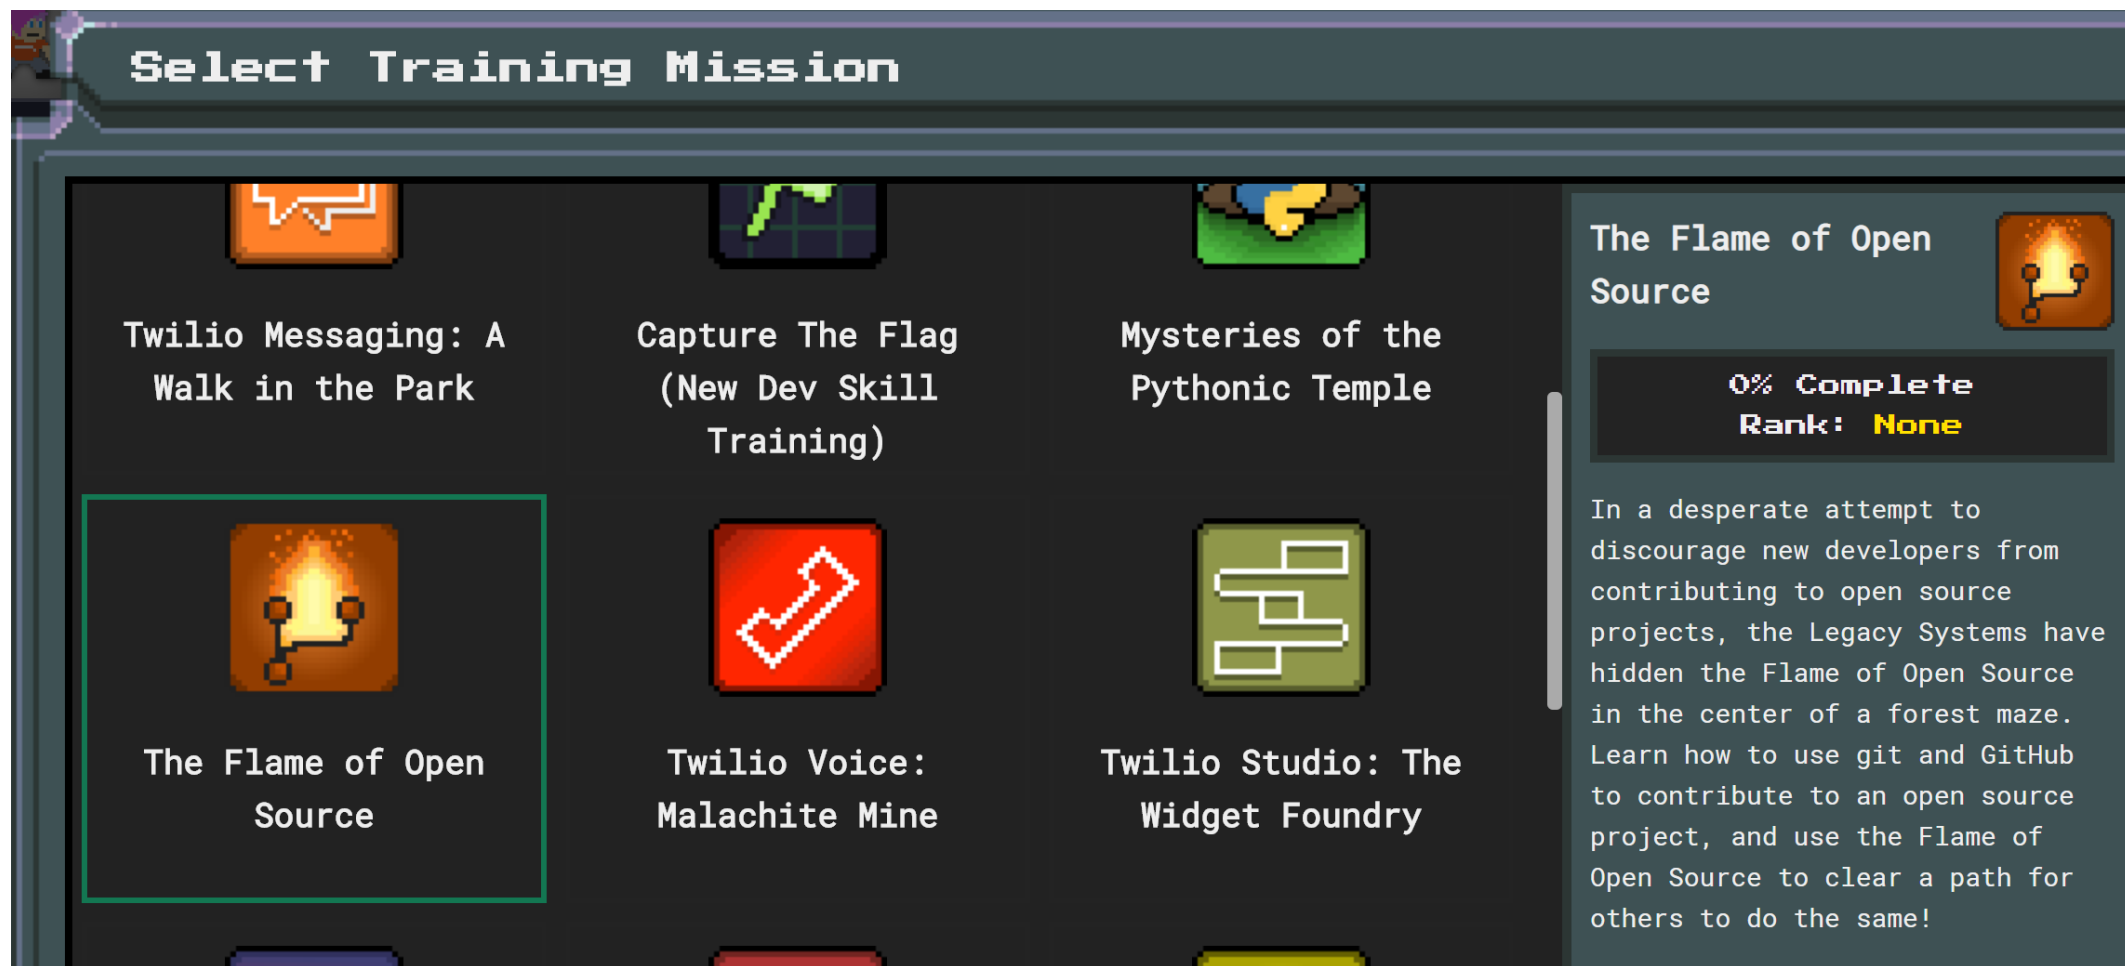 Select Training Mission
Twilio Messaging: A
Walk in the Park
Capture The Flag
(New Dev Skill
Training)
Mysteries of the
Pythonic Temple
The Flame of Open
Source
Twilio Voice:
Malachite Mine
Twilio Studio: The
Widget Foundry
The Flame of Open
Source
0% Complete
Rank: None
In a desperate attempt to
discourage new developers from
contributing to open source
projects, the Legacy Systems have
hidden the Flame of Open Source
in the center of a forest maze.
Learn how to use git and GitHub
to contribute to an open source
project, and use the Flame of
Open Source to clear a path for
others to do the same!